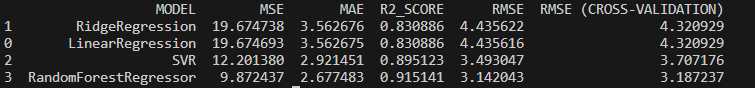 MODEL MSE MAE R2_SCORE RMSE RMSE (CROSS-VALIDATION)
1 RidgeRegression 19.674738 3.562676 0.830886 4.435622 4.320929
0 LinearRegression 19.674693 3.562675 0.830886 4.435616 4.320929
2 SVR 12.201380 2.921451 0.895123 3.493047 3.707176
3 RandomForestRegressor 9.872437 2.677483 0.915141 3.142043 3.187237